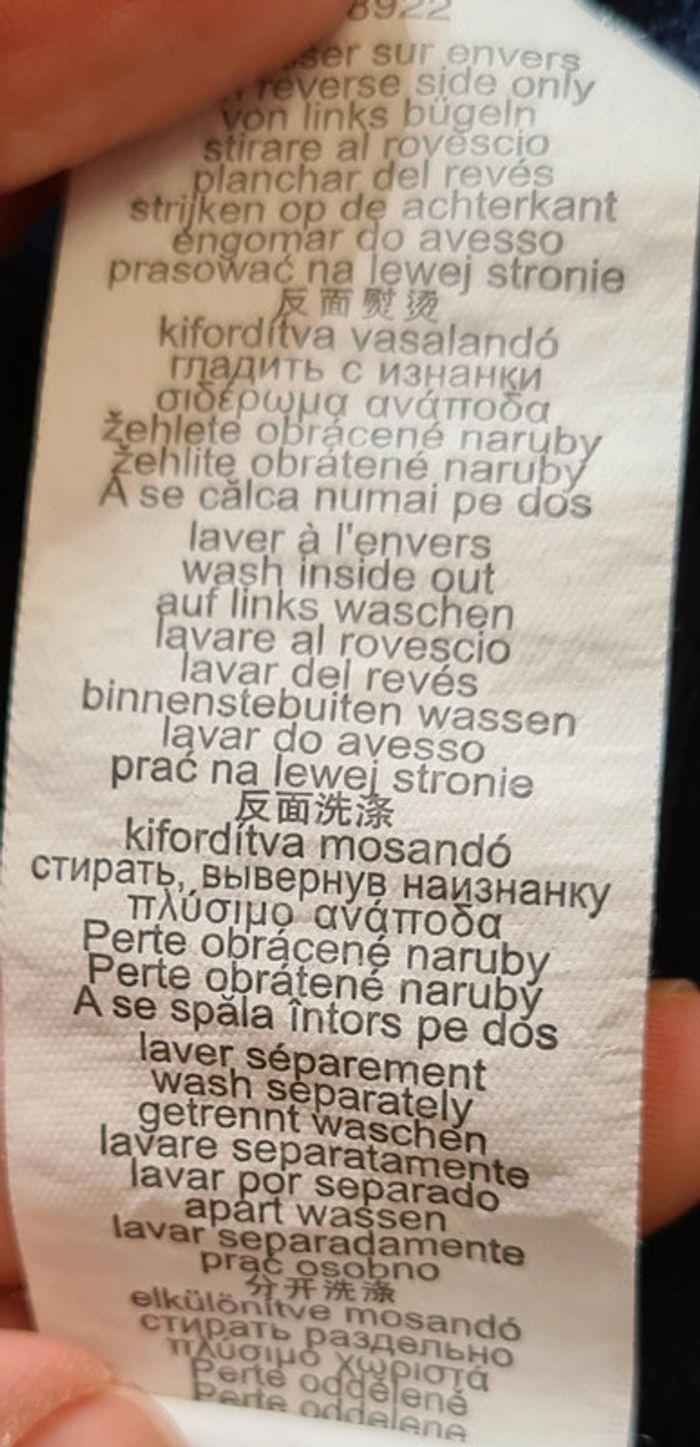 8922
sur envers
reverse side only
von links bügeln
stirare al rovescio
planchar del revés
strijken op de achterkant
engomar do avesso
prasować na lewej stronie
反面熨烫
kifordítva vasalandó
гладить с изнанки
σιδέρωμα ανάποδα
žehlete obrácené naruby
žehlite obrátené naruby
A se călca numai pe dos
laver à l'envers
wash inside out
auf links waschen
lavare al rovescio
lavar del revés
binnenstebuiten wassen
lavar do avesso
prać na lewej stronie
反面洗涤
kifordítva mosandó
стирать, вывернув наизнанку
πλύσιμο ανάποδα
Perte obrácené naruby
Perte obrátené naruby
A se spăla întors pe dos
laver séparement
wash separately
getrennt waschen
lavare separatamente
lavar por separado
apart wassen
lavar separadamente
prać osobno
分开洗涤
elkülönítve mosandó
стирать раздельно
πλύσιμο χωριστά
Perte odděleně
Perte oddelene